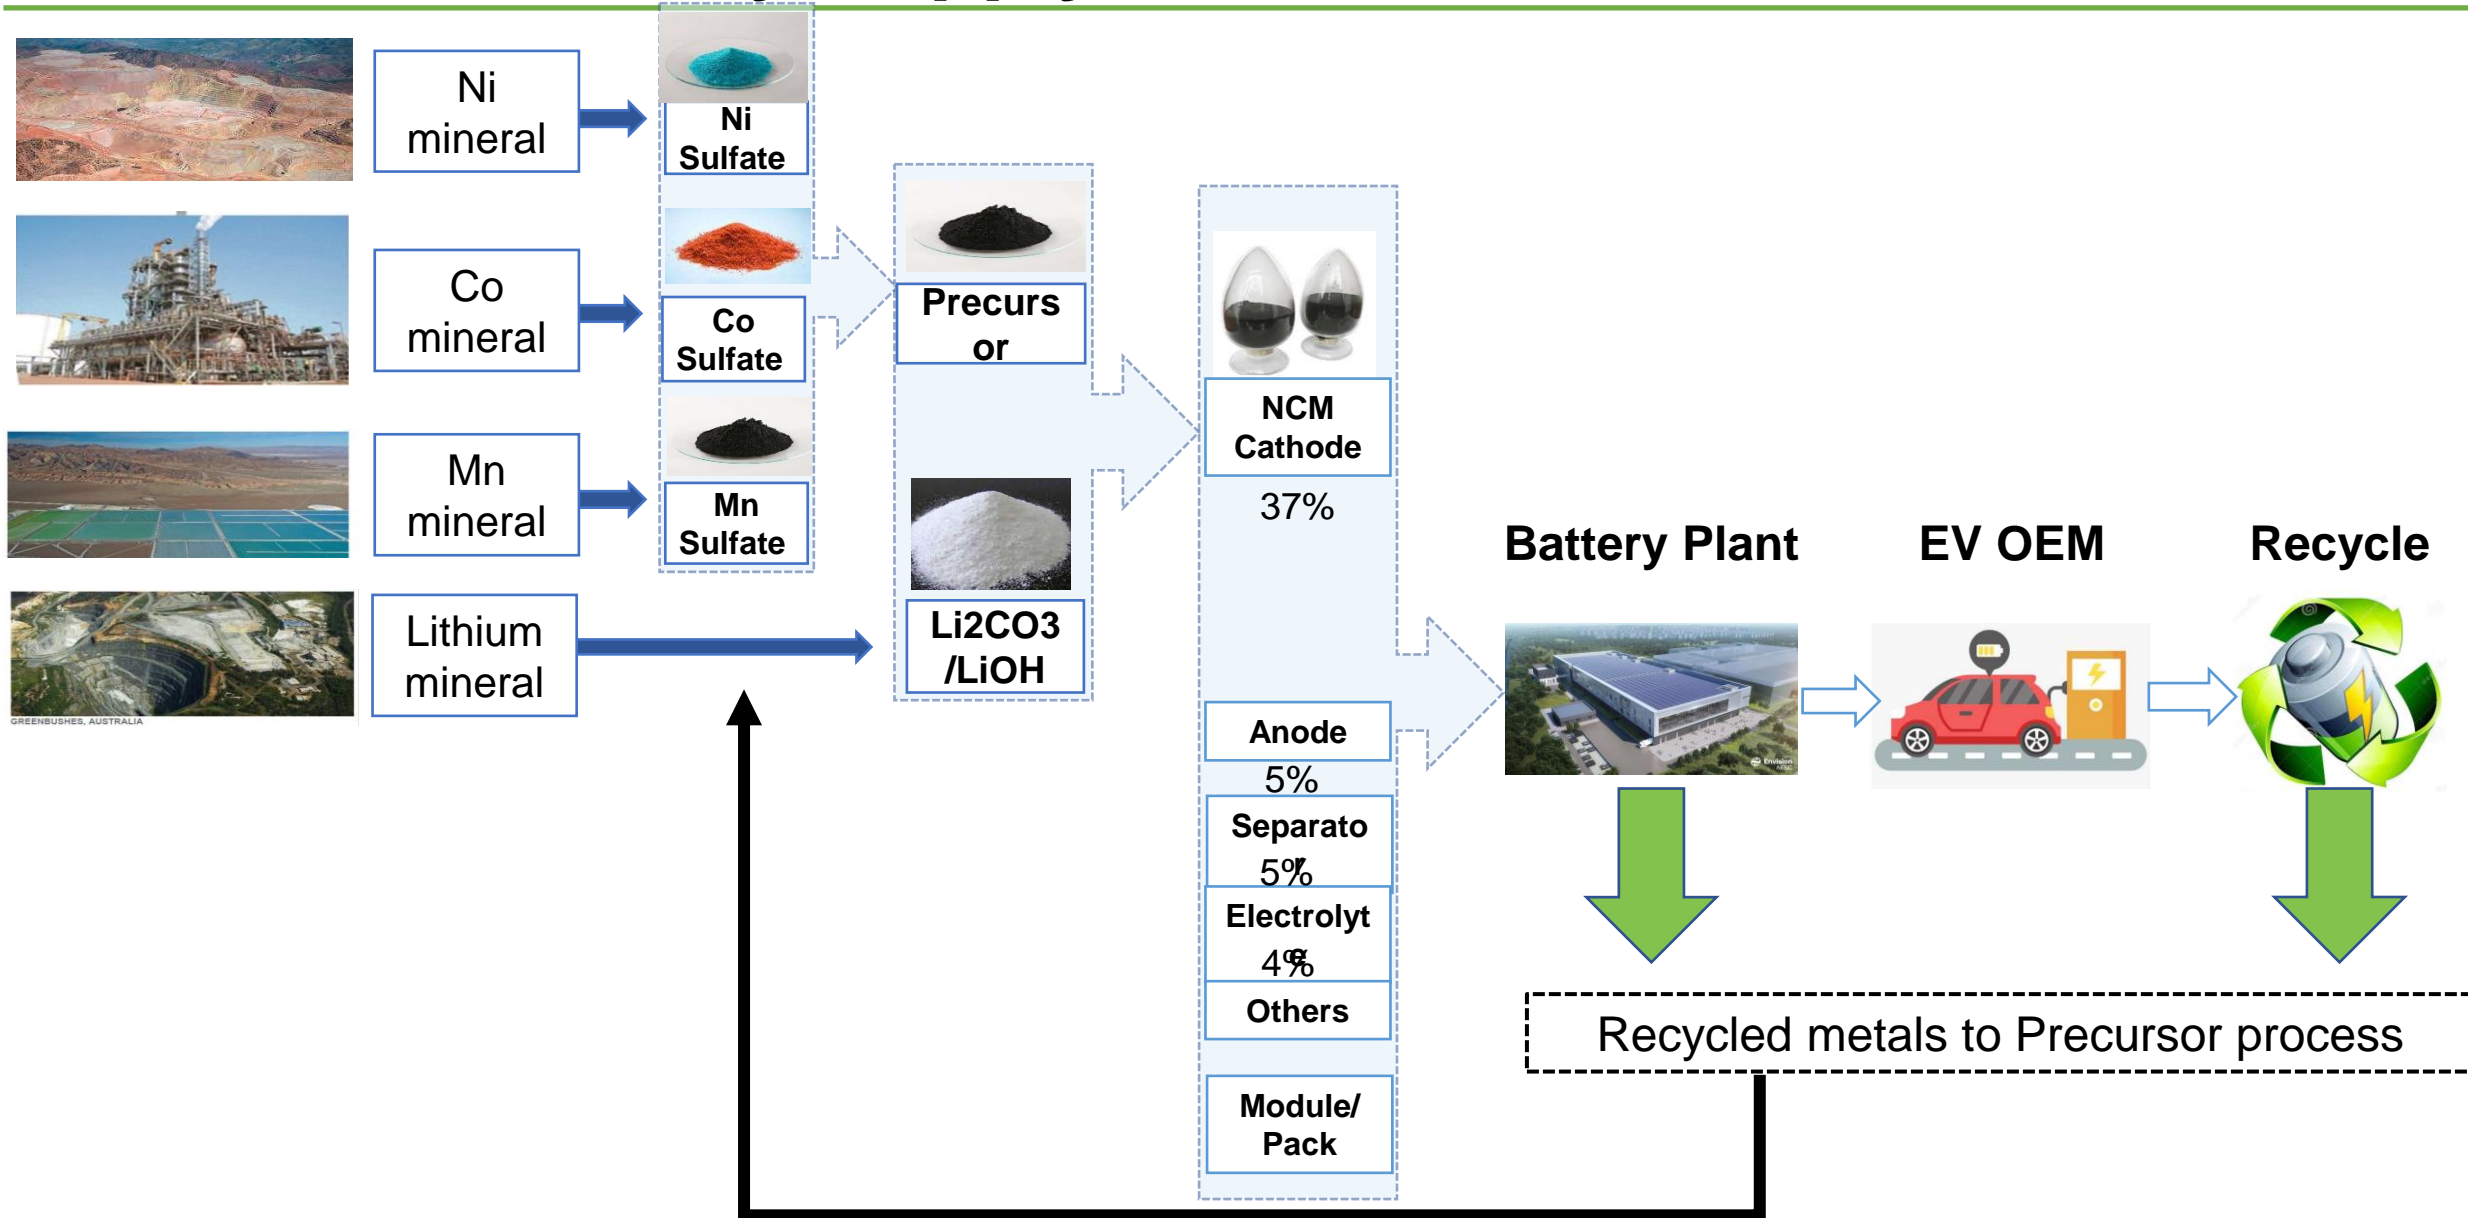 Ni
mineral
Ni
Sulfate
Co
mineral
Co
Sulfate
Mn
mineral
Mn
Sulfate
Lithium
mineral
GREENBUSHES, AUSTRALIA
Precurs
or
Li2CO3
/LiOH
NCM
Cathode
37%
Anode
5%
Separato
r
5%
Electrolyt
e
4%
Others
Module/
Pack
Battery Plant
Envision
AESC
EV OEM
Recycle
Recycled metals to Precursor process